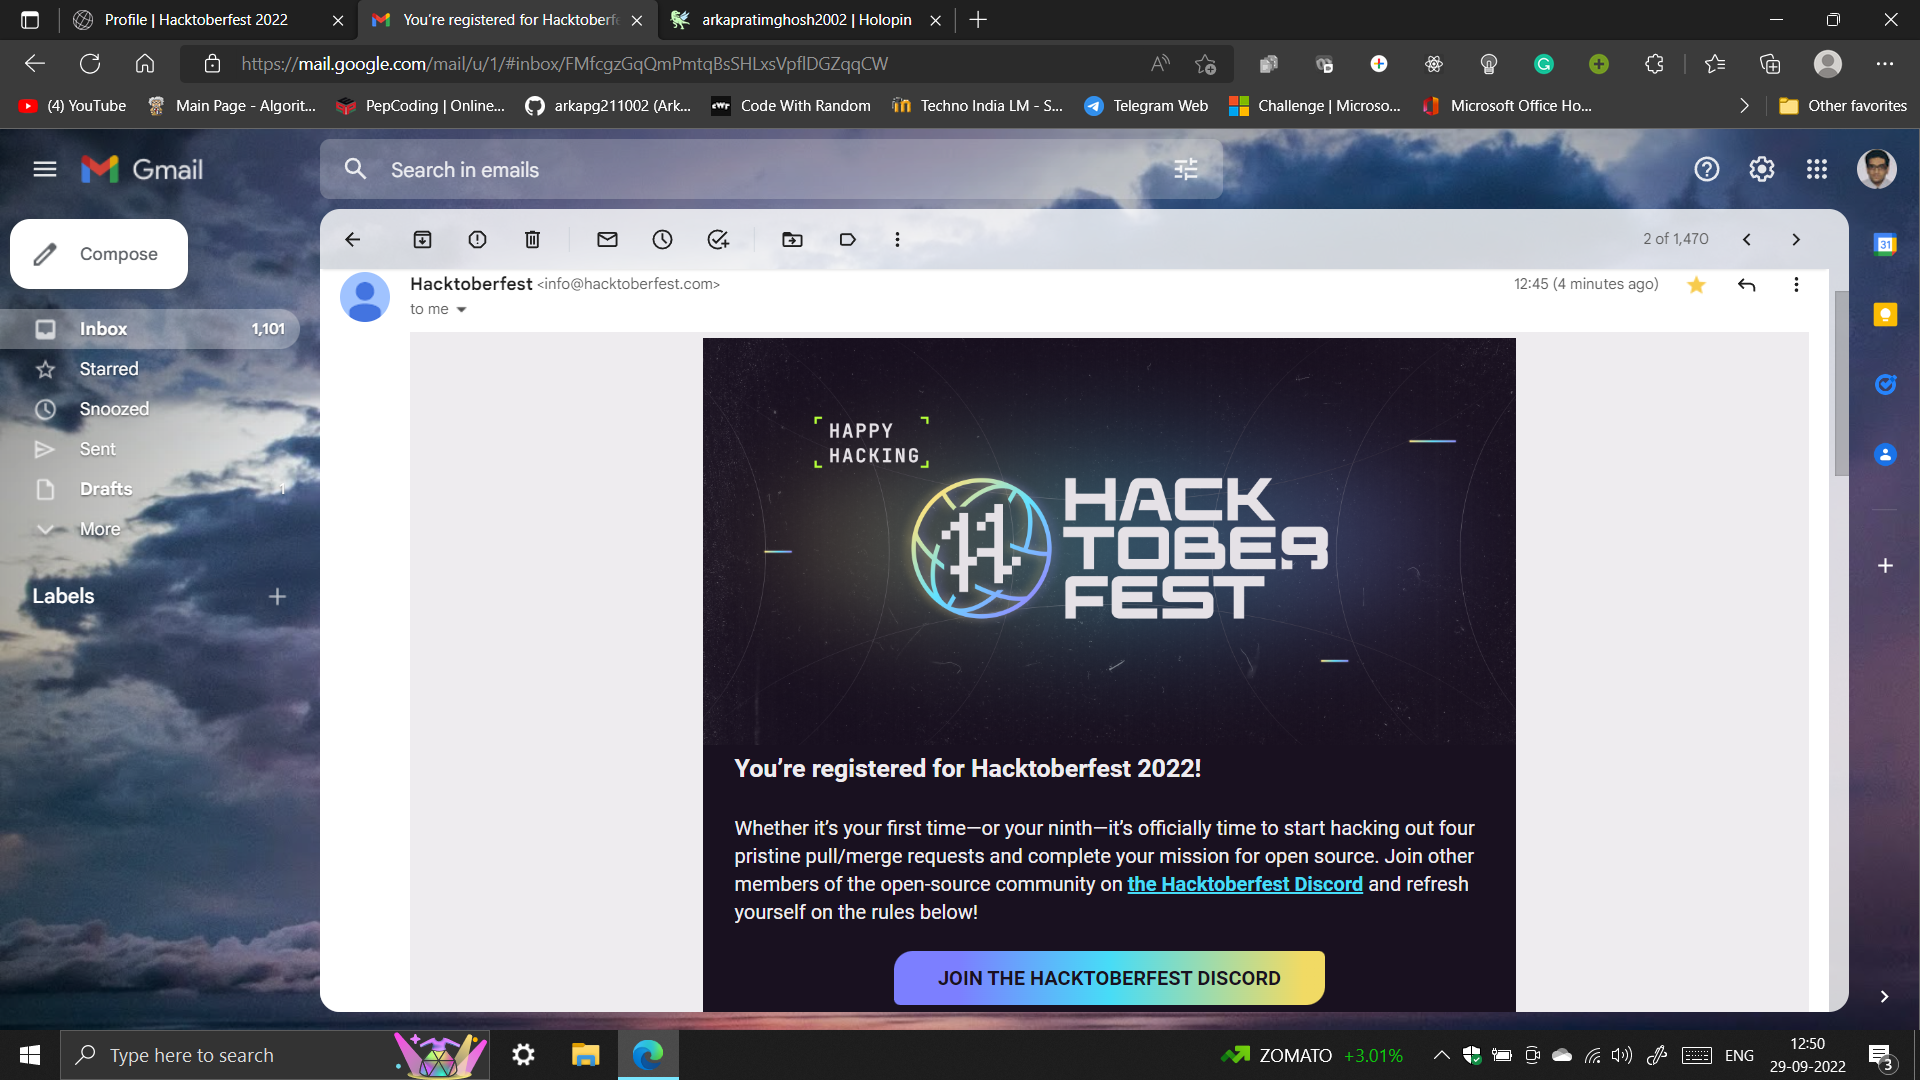 Profile | Hacktoberfest 2022
You're registered for Hacktoberfe
arkapratimghosh2002 | Holopin
https://mail.google.com/mail/u/1/#inbox/FMfcgzGqQmPmtqBsSHLxsVpflDGZqqCW
(4) YouTube
Main Page - Algorit...
PepCoding | Online...
arkapg211002 (Ark...
Code With Random
Techno India LM - S...
Telegram Web
Challenge | Microso...
Microsoft Office Ho...
Other favorites
Gmail
Search in emails
Compose
2 of 1,470
Hacktoberfest <info@hacktoberfest.com>
12:45 (4 minutes ago)
to me
Inbox 1,101
Starred
Snoozed
Sent
Drafts 1
More
Labels
31
HAPPY
HACKING
HACK
TOBER
FEST
You're registered for Hacktoberfest 2022!
Whether it's your first time—or your ninth—it's officially time to start hacking out four
pristine pull/merge requests and complete your mission for open source. Join other
members of the open-source community on the Hacktoberfest Discord and refresh
yourself on the rules below!
JOIN THE HACKTOBERFEST DISCORD
Type here to search
ZOMATO +3.01%
ENG
12:50
29-09-2022
3